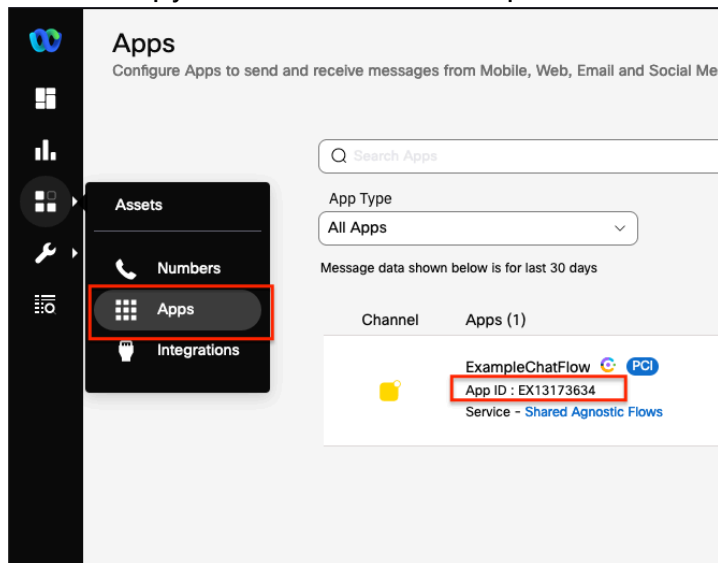 Apps
Configure Apps to send and receive messages from Mobile, Web, Email and Social Me
Search Apps
Assets
Numbers
Apps
Integrations
App Type
All Apps
Message data shown below is for last 30 days
Channel Apps (1)
ExampleChatFlow PCI
App ID : EX13173634
Service - Shared Agnostic Flows